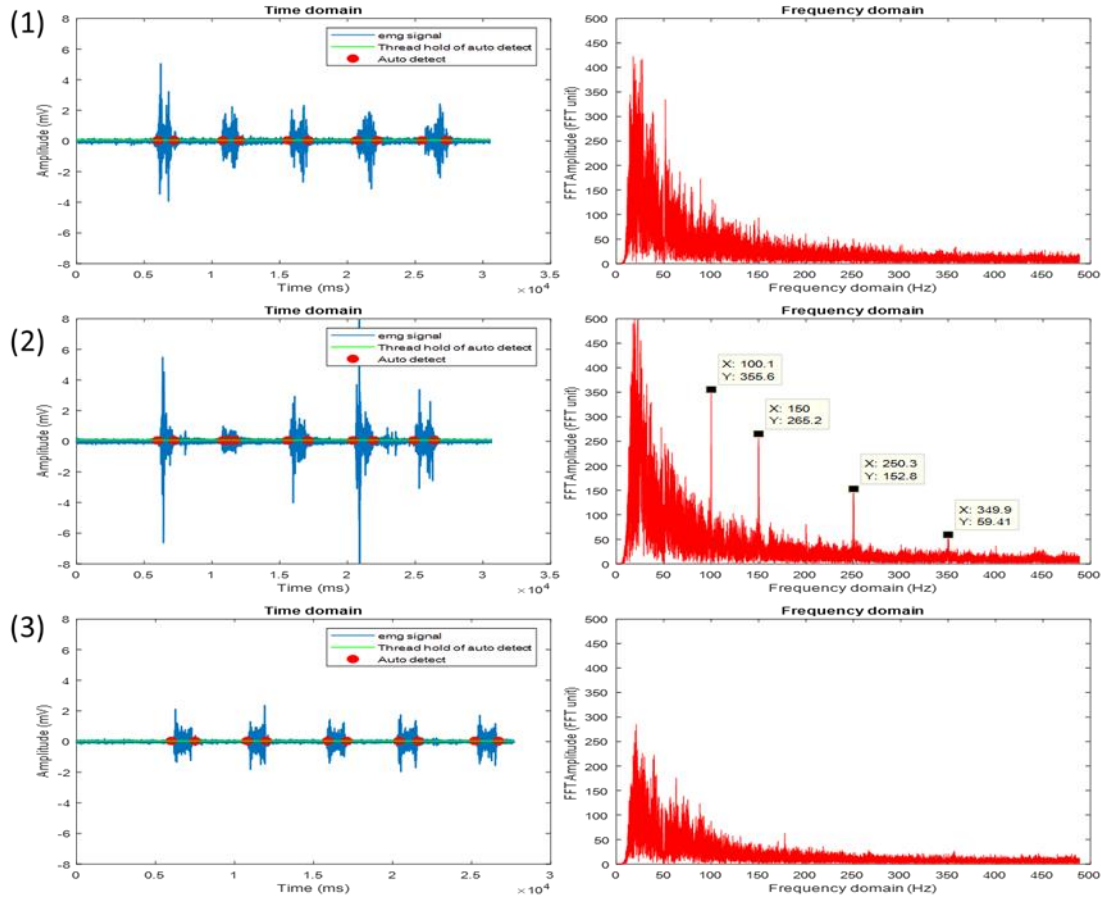 (1)
Time domain
8
6
4
2
0
-2
-4
-6
-8
Amplitude (mV)
emg signal
Thread hold of auto detect
Auto detect
0 0.5 1 1.5 2 2.5 3 3.5
Time (ms)
×10⁴
Frequency domain
500
450
400
350
300
250
200
150
100
50
0
FFT Amplitude (FFT unit)
0 50 100 150 200 250 300 350 400 450 500
Frequency domain (Hz)
(2)
Time domain
8
6
4
2
0
-2
-4
-6
-8
Amplitude (mV)
emg signal
Thread hold of auto detect
Auto detect
0 0.5 1 1.5 2 2.5 3 3.5
Time (ms)
×10⁴
Frequency domain
500
450
400
350
300
250
200
150
100
50
0
FFT Amplitude (FFT unit)
X: 100.1
Y: 355.6
X: 150
Y: 265.2
X: 250.3
Y: 152.8
X: 349.9
Y: 59.41
0 50 100 150 200 250 300 350 400 450 500
Frequency domain (Hz)
(3)
Time domain
8
6
4
2
0
-2
-4
-6
-8
Amplitude (mV)
emg signal
Thread hold of auto detect
Auto detect
0 0.5 1 1.5 2 2.5 3 3.5
Time (ms)
×10⁴
Frequency domain
500
450
400
350
300
250
200
150
100
50
0
FFT Amplitude (FFT unit)
0 50 100 150 200 250 300 350 400 450 500
Frequency domain (Hz)